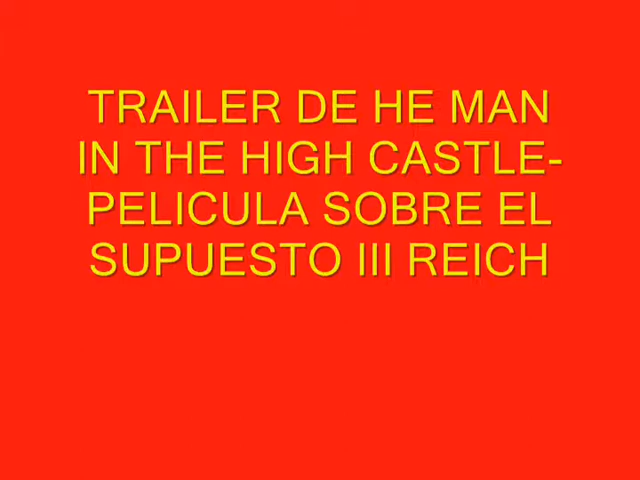 TRAILER DE HE MAN
IN THE HIGH CASTLE-
PELICULA SOBRE EL
SUPUESTO III REICH